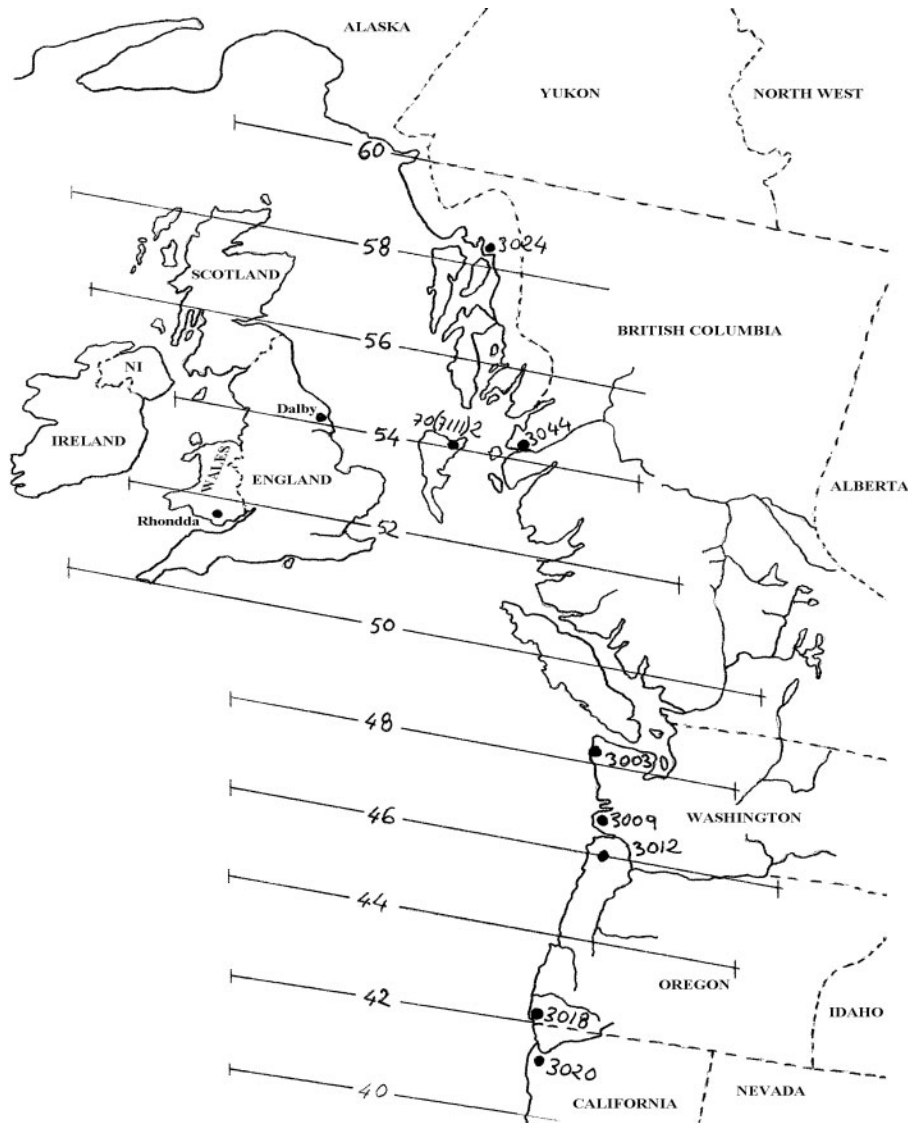 ALASKA
YUKON
NORTH WEST
60
58
3024
SCOTLAND
56
BRITISH COLUMBIA
NI
Dalby
70(7111)2
54
3044
IRELAND
WALES
ENGLAND
ALBERTA
Rhondda
52
50
48
3003(1)
46
3009
WASHINGTON
3012
44
OREGON
42
3018
IDAHO
3020
40
CALIFORNIA
NEVADA